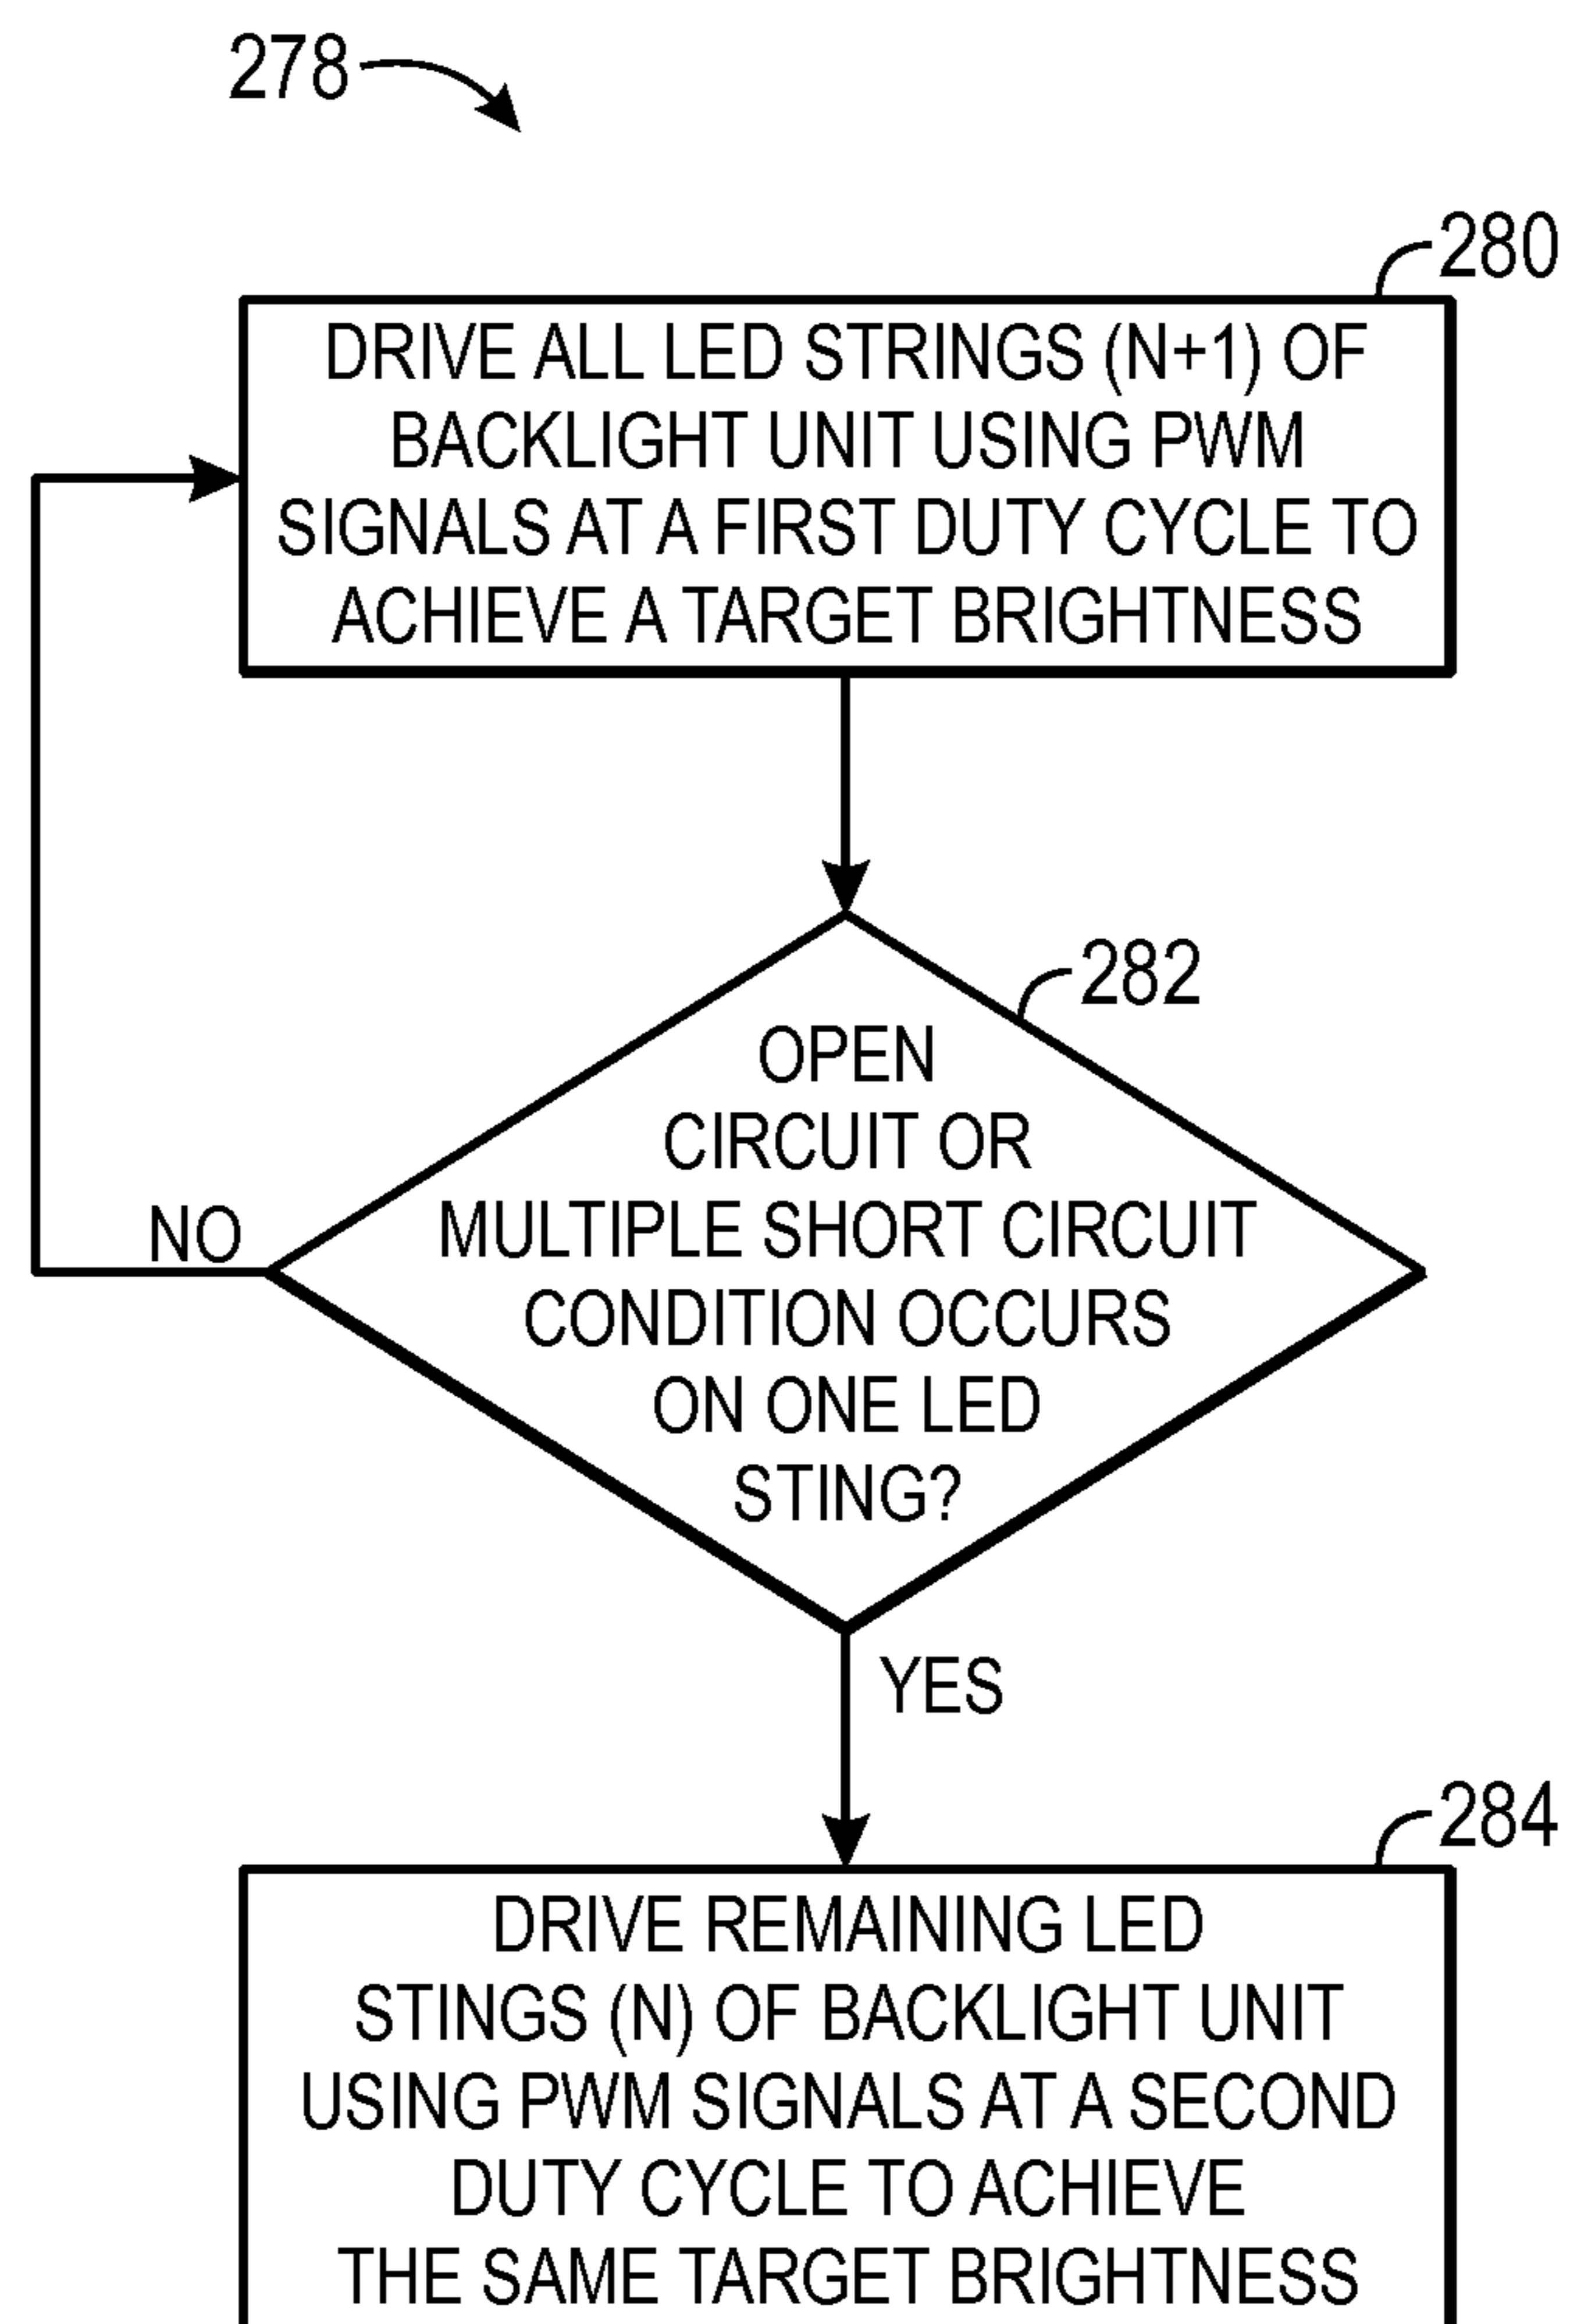 278
280
DRIVE ALL LED STRINGS (N+1) OF
BACKLIGHT UNIT USING PWM
SIGNALS AT A FIRST DUTY CYCLE TO
ACHIEVE A TARGET BRIGHTNESS
282
OPEN
CIRCUIT OR
MULTIPLE SHORT CIRCUIT
CONDITION OCCURS
ON ONE LED
STING?
NO
YES
284
DRIVE REMAINING LED
STINGS (N) OF BACKLIGHT UNIT
USING PWM SIGNALS AT A SECOND
DUTY CYCLE TO ACHIEVE
THE SAME TARGET BRIGHTNESS